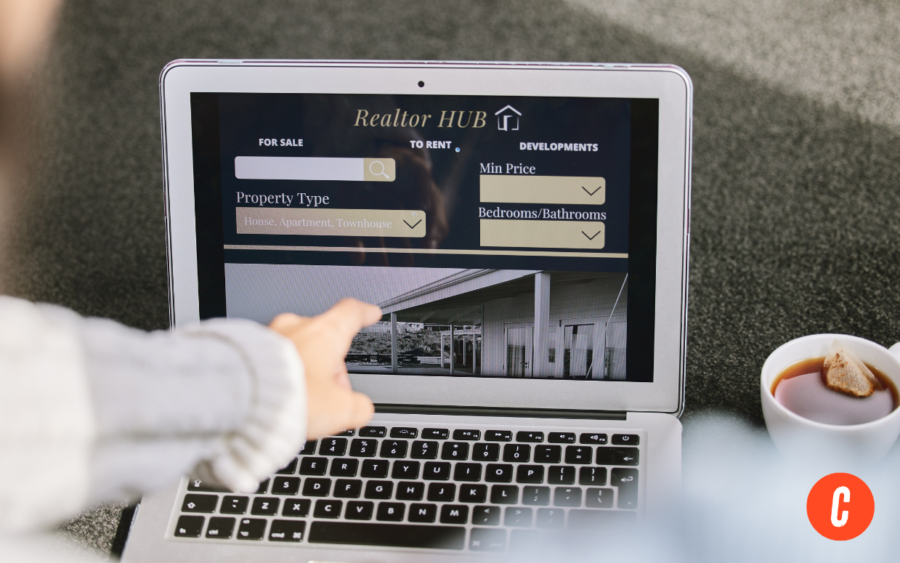 Realtor HUB
FOR SALE
TO RENT
DEVELOPMENTS
Min Price
Property Type
House, Apartment, Townhouse
Bedrooms/Bathrooms
E R T Y U I O P
S D F G H J K L
Z X C V B N M
C